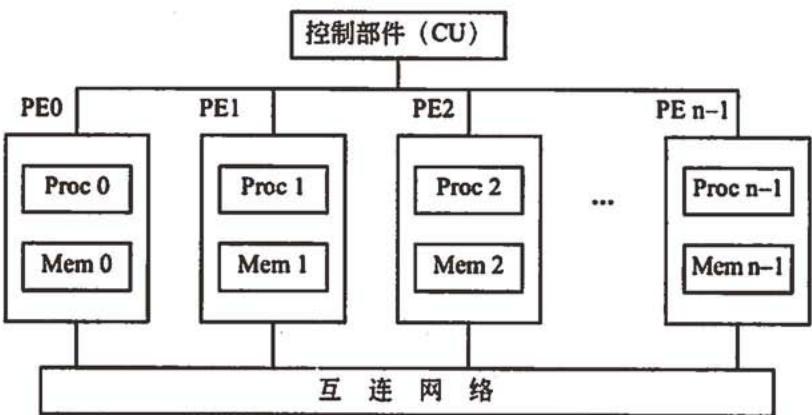 控制部件（CU）
PE0 PE1 PE2 PE n-1
Proc 0 Proc 1 Proc 2 ... Proc n-1
Mem 0 Mem 1 Mem 2 Mem n-1
互连网络